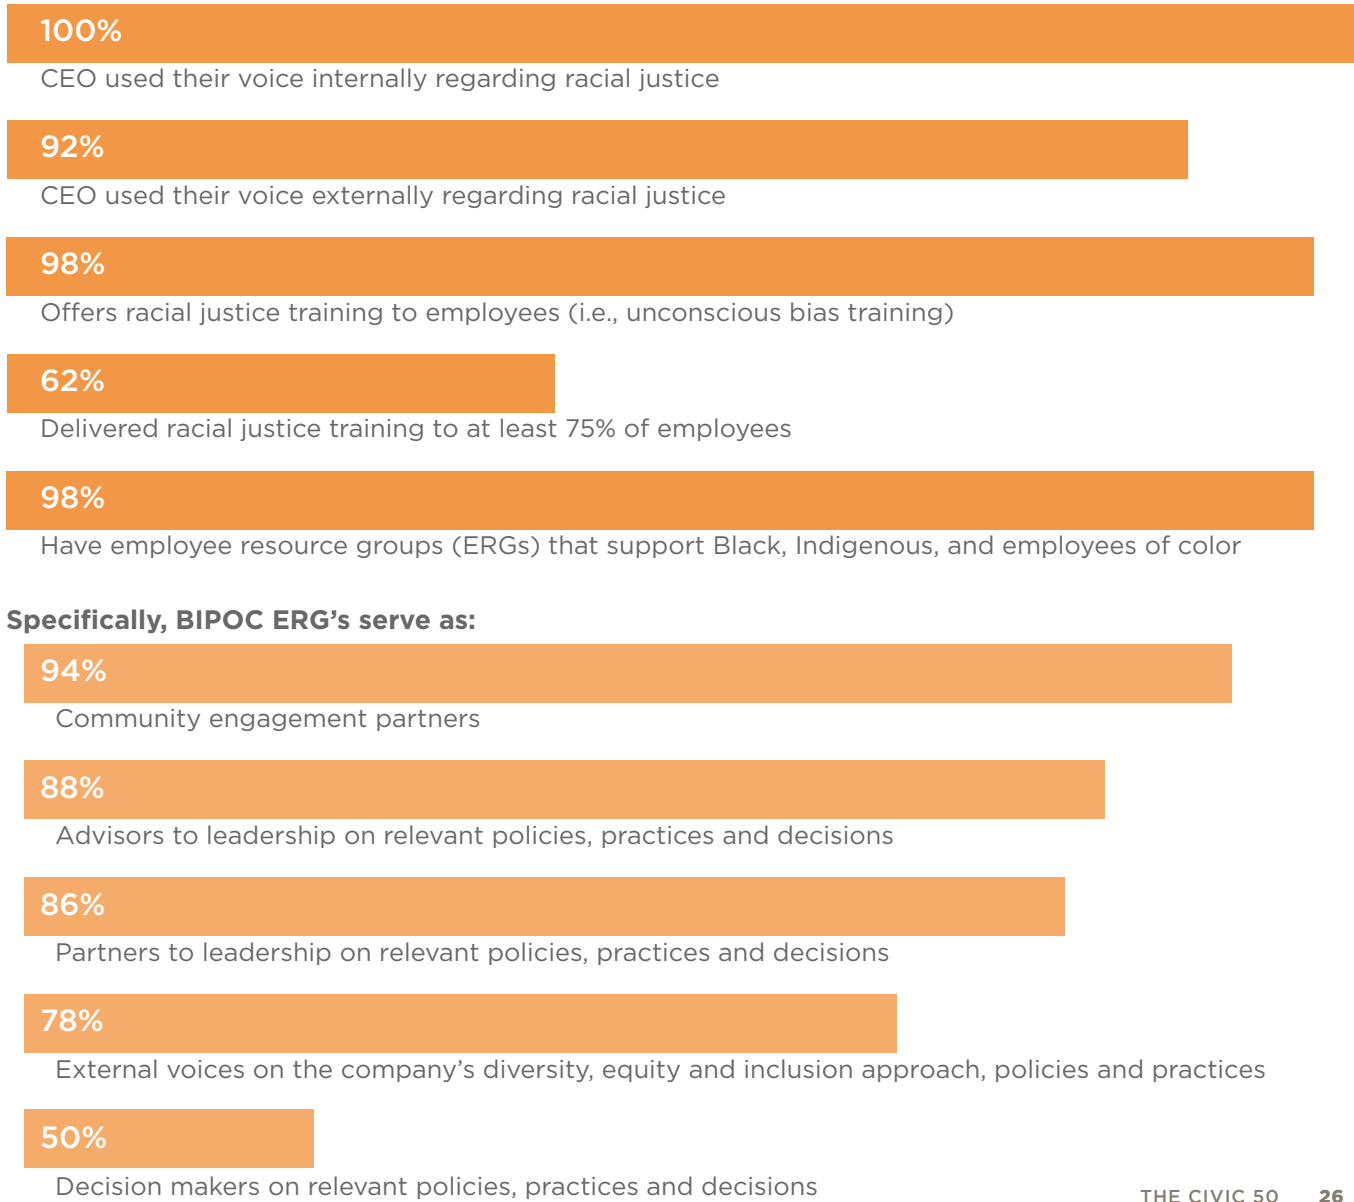 100%
CEO used their voice internally regarding racial justice
92%
CEO used their voice externally regarding racial justice
98%
Offers racial justice training to employees (i.e., unconscious bias training)
62%
Delivered racial justice training to at least 75% of employees
98%
Have employee resource groups (ERGs) that support Black, Indigenous, and employees of color
Specifically, BIPOC ERG’s serve as:
94%
Community engagement partners
88%
Advisors to leadership on relevant policies, practices and decisions
86%
Partners to leadership on relevant policies, practices and decisions
78%
External voices on the company’s diversity, equity and inclusion approach, policies and practices
50%
Decision makers on relevant policies, practices and decisions
THE CIVIC 50 26